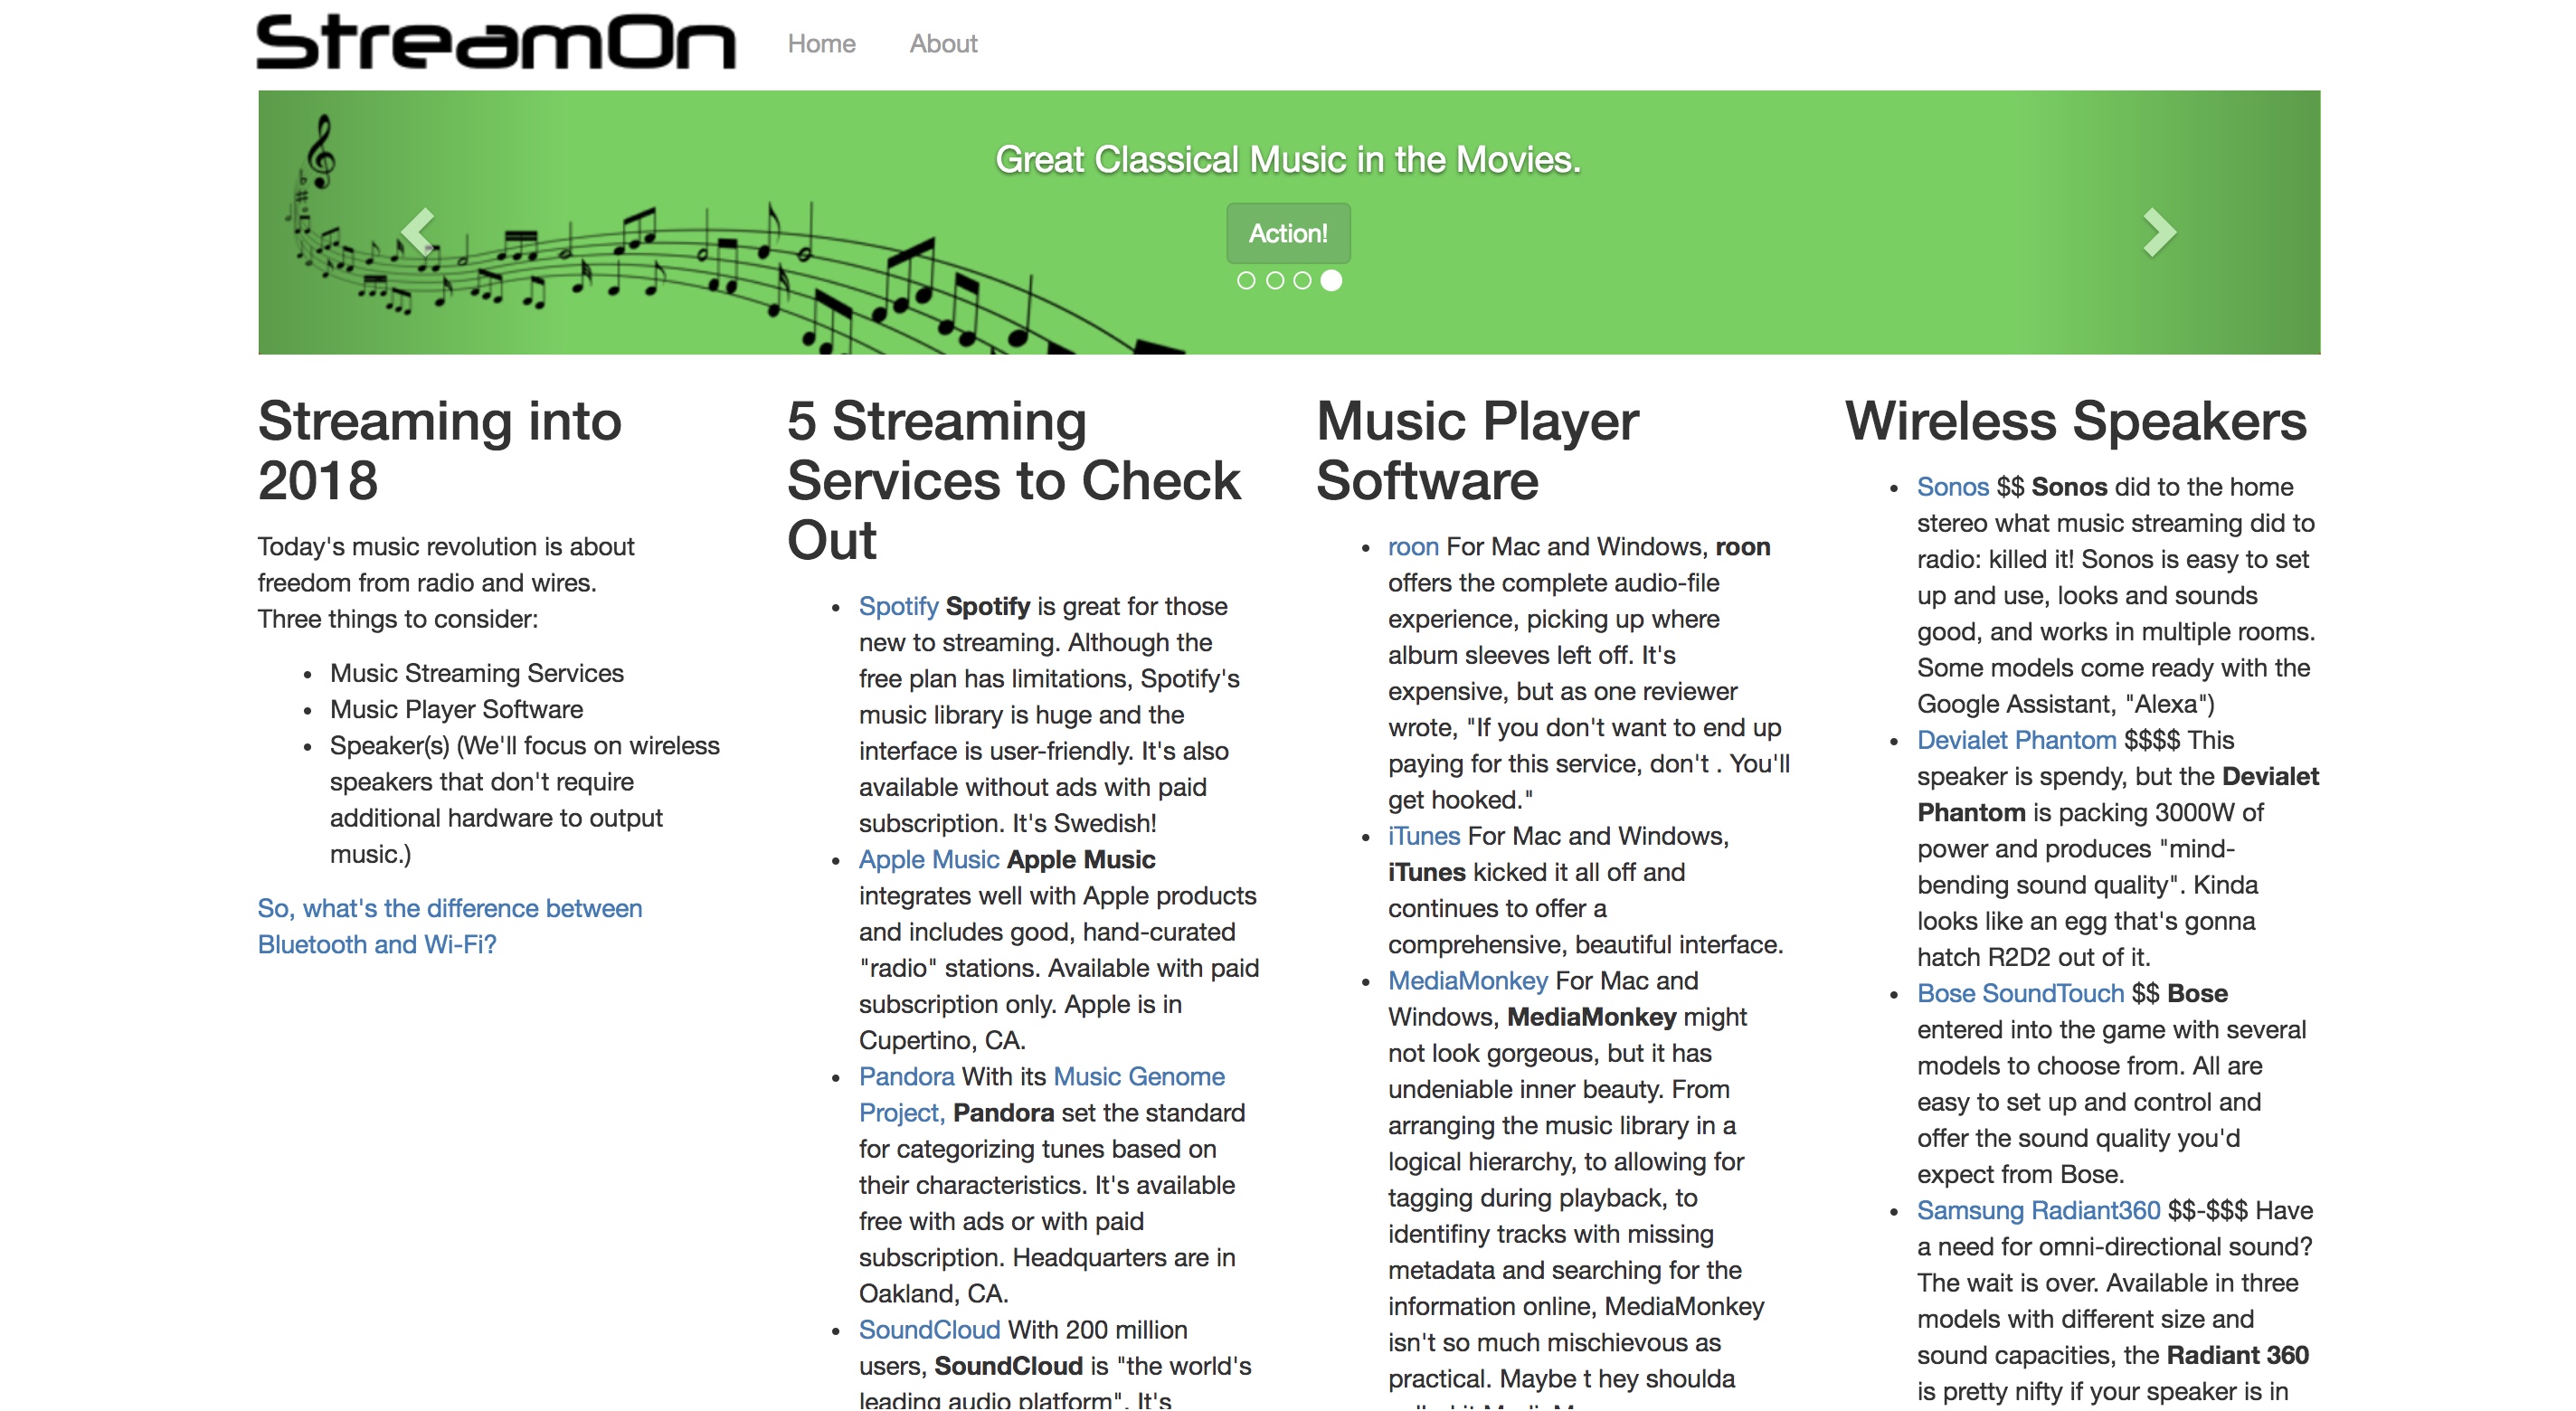 StreamOn
Home
About
Great Classical Music in the Movies.
Action!
Streaming into
2018
Today's music revolution is about
freedom from radio and wires.
Three things to consider:
• Music Streaming Services
• Music Player Software
• Speaker(s) (We'll focus on wireless
speakers that don't require
additional hardware to output
music.)
So, what's the difference between
Bluetooth and Wi-Fi?
5 Streaming
Services to Check
Out
• Spotify Spotify is great for those
new to streaming. Although the
free plan has limitations, Spotify's
music library is huge and the
interface is user-friendly. It's also
available without ads with paid
subscription. It's Swedish!
• Apple Music Apple Music
integrates well with Apple products
and includes good, hand-curated
"radio" stations. Available with paid
subscription only. Apple is in
Cupertino, CA.
• Pandora With its Music Genome
Project, Pandora set the standard
for categorizing tunes based on
their characteristics. It's available
free with ads or with paid
subscription. Headquarters are in
Oakland, CA.
• SoundCloud With 200 million
users, SoundCloud is "the world's
leading audio platform". It's
Music Player
Software
• roon For Mac and Windows, roon
offers the complete audio-file
experience, picking up where
album sleeves left off. It's
expensive, but as one reviewer
wrote, "If you don't want to end up
paying for this service, don't . You'll
get hooked."
• iTunes For Mac and Windows,
iTunes kicked it all off and
continues to offer a
comprehensive, beautiful interface.
• MediaMonkey For Mac and
Windows, MediaMonkey might
not look gorgeous, but it has
undeniable inner beauty. From
arranging the music library in a
logical hierarchy, to allowing for
tagging during playback, to
identifiny tracks with missing
metadata and searching for the
information online, MediaMonkey
isn't so much mischievous as
practical. Maybe t hey shoulda
Wireless Speakers
• Sonos $$ Sonos did to the home
stereo what music streaming did to
radio: killed it! Sonos is easy to set
up and use, looks and sounds
good, and works in multiple rooms.
Some models come ready with the
Google Assistant, "Alexa")
• Devialet Phantom $$$$ This
speaker is spendy, but the Devialet
Phantom is packing 3000W of
power and produces "mind-
bending sound quality". Kinda
looks like an egg that's gonna
hatch R2D2 out of it.
• Bose SoundTouch $$ Bose
entered into the game with several
models to choose from. All are
easy to set up and control and
offer the sound quality you'd
expect from Bose.
• Samsung Radiant360 $$-$$$ Have
a need for omni-directional sound?
The wait is over. Available in three
models with different size and
sound capacities, the Radiant 360
is pretty nifty if your speaker is in